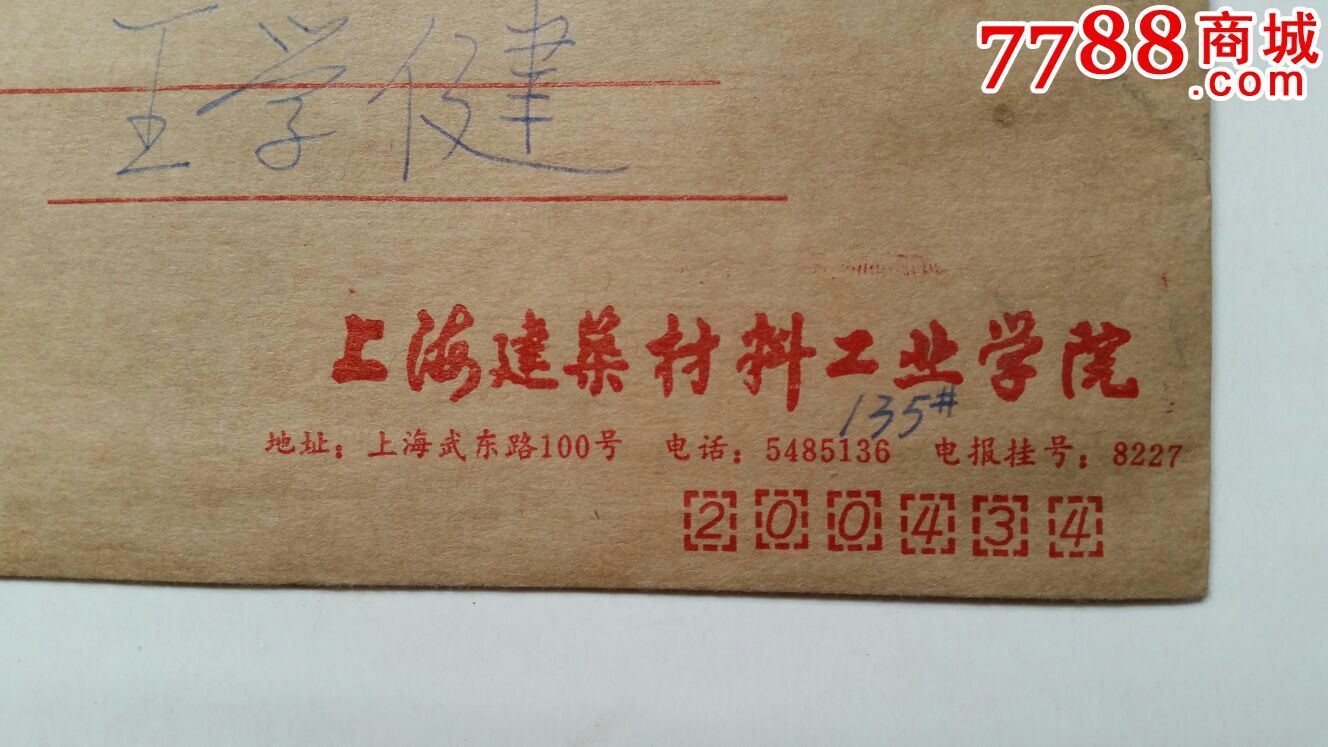 7788商城
.com
王学健
上海建筑材料工业学院
135#
地址：上海武东路100号 电话：5485136 电报挂号：8227
200434